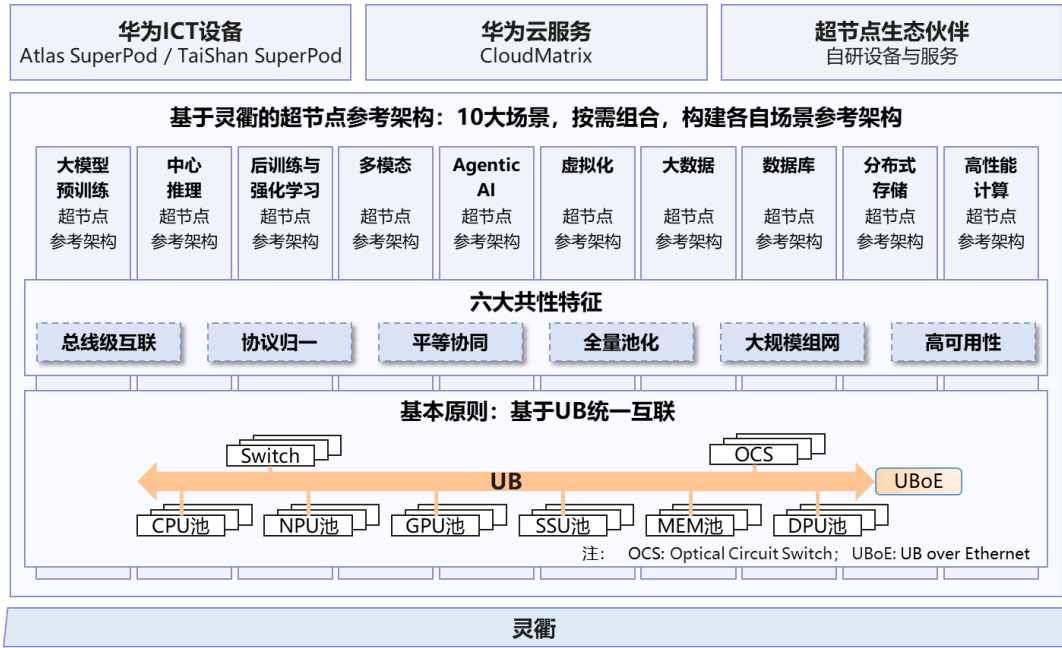 华为ICT设备
Atlas SuperPod / TaiShan SuperPod
华为云服务
CloudMatrix
超节点生态伙伴
自研设备与服务
基于灵衢的超节点参考架构：10大场景，按需组合，构建各自场景参考架构
大模型
预训练
超节点
参考架构
中心
推理
超节点
参考架构
后训练与
强化学习
超节点
参考架构
多模态
超节点
参考架构
Agentic
AI
超节点
参考架构
虚拟化
超节点
参考架构
大数据
超节点
参考架构
数据库
超节点
参考架构
分布式
存储
超节点
参考架构
高性能
计算
超节点
参考架构
六大共性特征
总线级互联
协议归一
平等协同
全量池化
大规模组网
高可用性
基本原则：基于UB统一互联
Switch
OCS
UB
UBoE
CPU池
NPU池
GPU池
SSU池
MEM池
DPU池
注： OCS: Optical Circuit Switch； UBoE: UB over Ethernet
灵衢